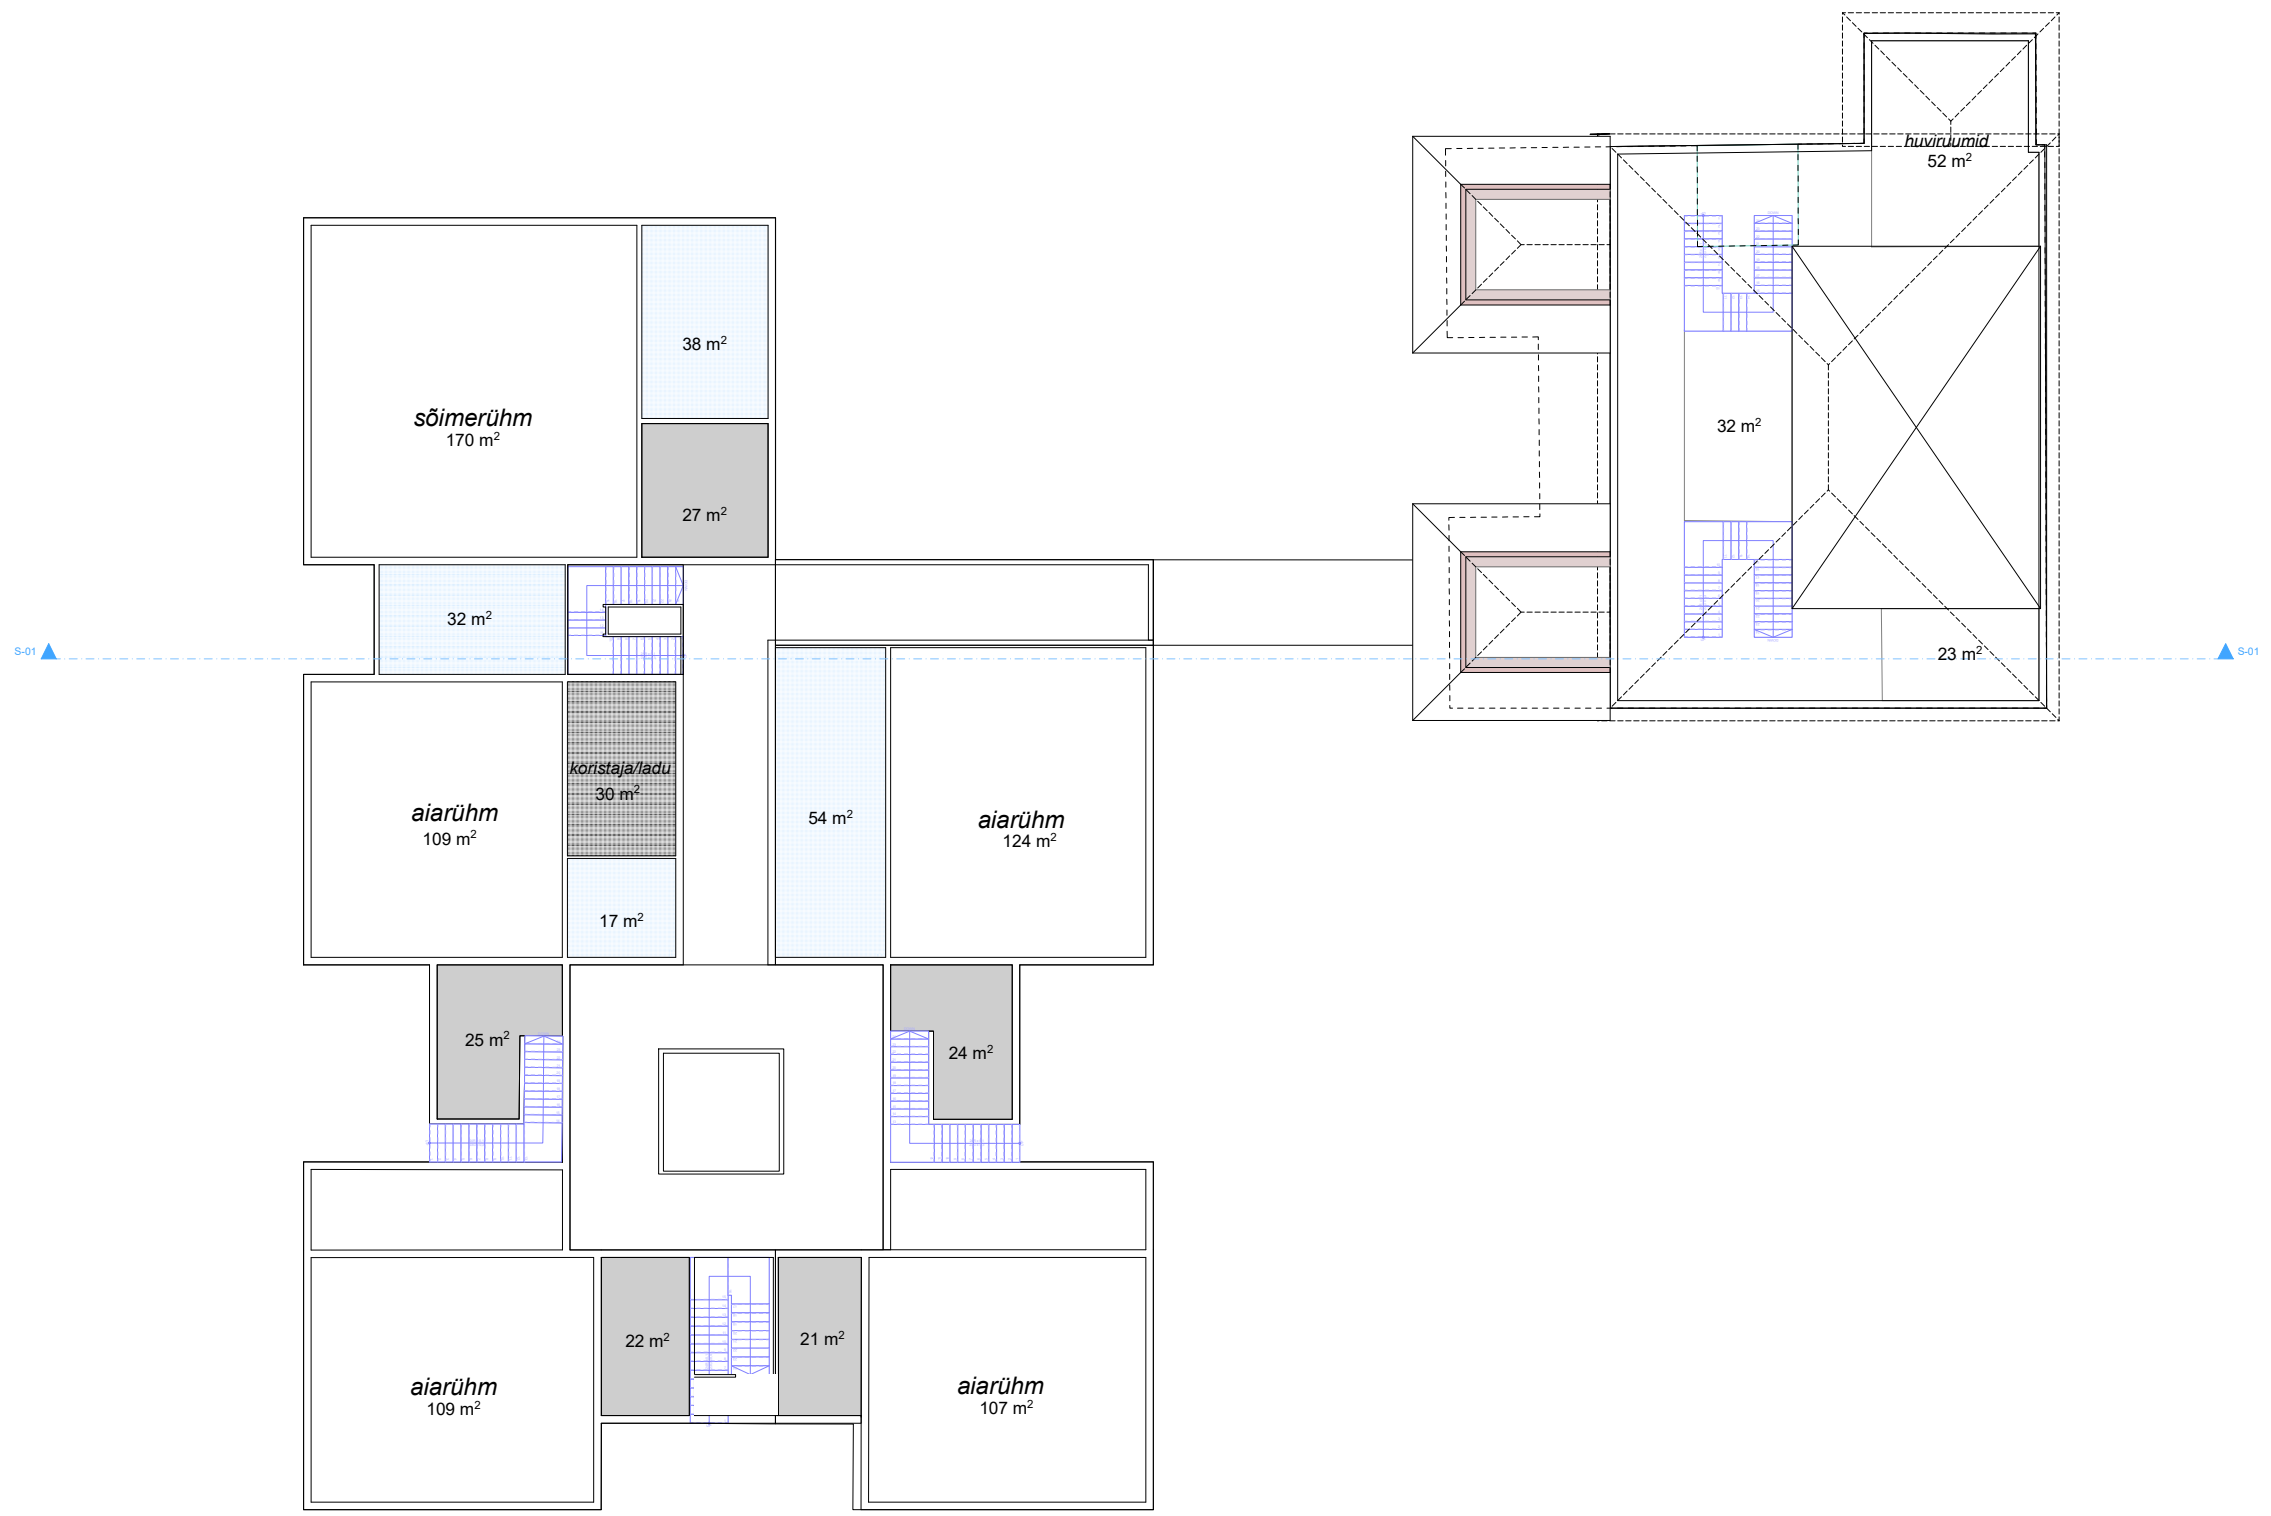 huviruumid
52 m²
38 m²
sõimerühm
170 m²
32 m²
27 m²
32 m²
S-01
S-01
23 m²
koristaja/ladu
30 m²
aiarühm
109 m²
54 m²
aiarühm
124 m²
17 m²
25 m²
24 m²
22 m²
21 m²
aiarühm
109 m²
aiarühm
107 m²